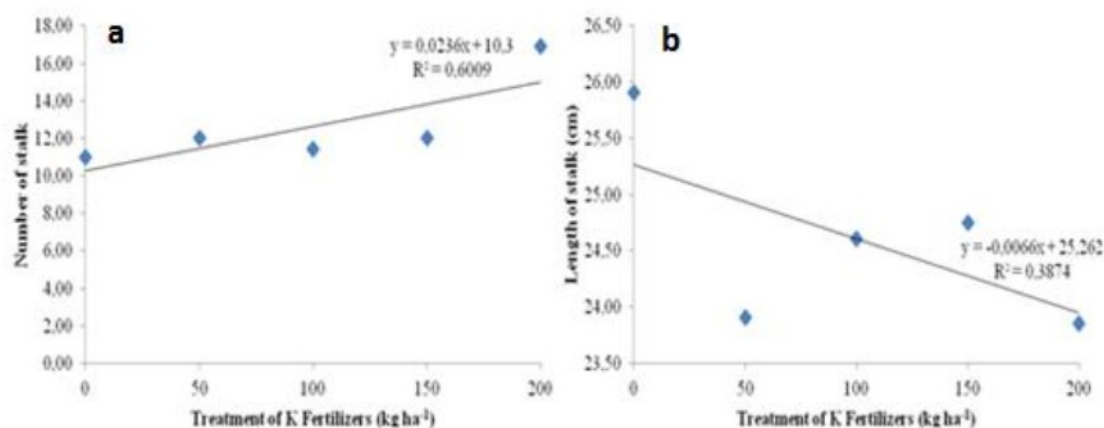 a
y = 0.0236x + 10.3
R² = 0.6009
Number of stalk
18.00
16.00
14.00
12.00
10.00
8.00
6.00
4.00
2.00
0.00
0 50 100 150 200
Treatment of K Fertilizers (kg ha⁻¹)
b
y = -0.0066x + 25.262
R² = 0.3874
Length of stalk (cm)
26,50
26,00
25,50
25,00
24,50
24,00
23,50
0 50 100 150 200
Treatment of K Fertilizers (kg ha⁻¹)